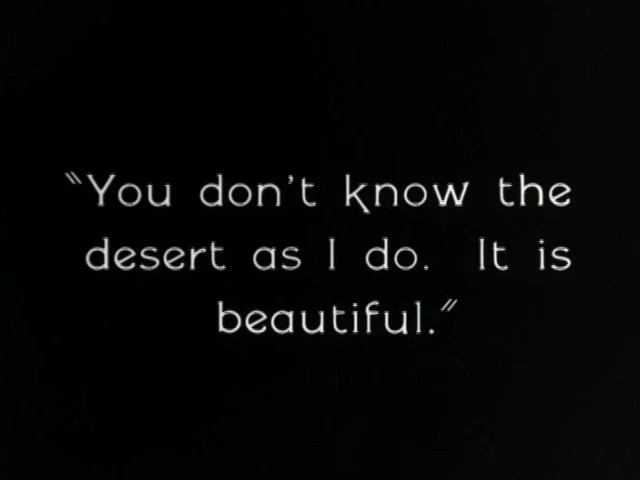 "You don't know the
desert as I do. It is
beautiful."